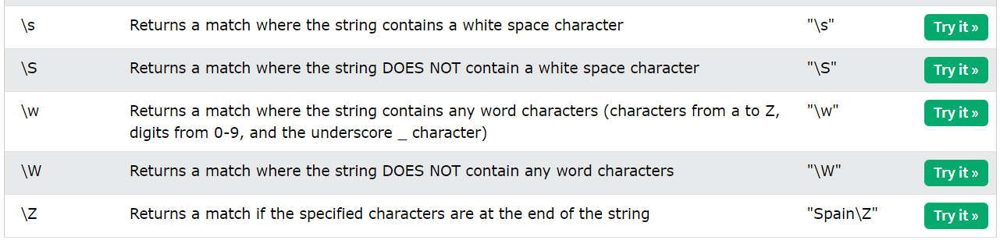 \s Returns a match where the string contains a white space character "\s" Try it »
\S Returns a match where the string DOES NOT contain a white space character "\S" Try it »
\w Returns a match where the string contains any word characters (characters from a to Z, "\w" Try it »
digits from 0-9, and the underscore _ character)
\W Returns a match where the string DOES NOT contain any word characters "\W" Try it »
\Z Returns a match if the specified characters are at the end of the string "Spain\Z" Try it »